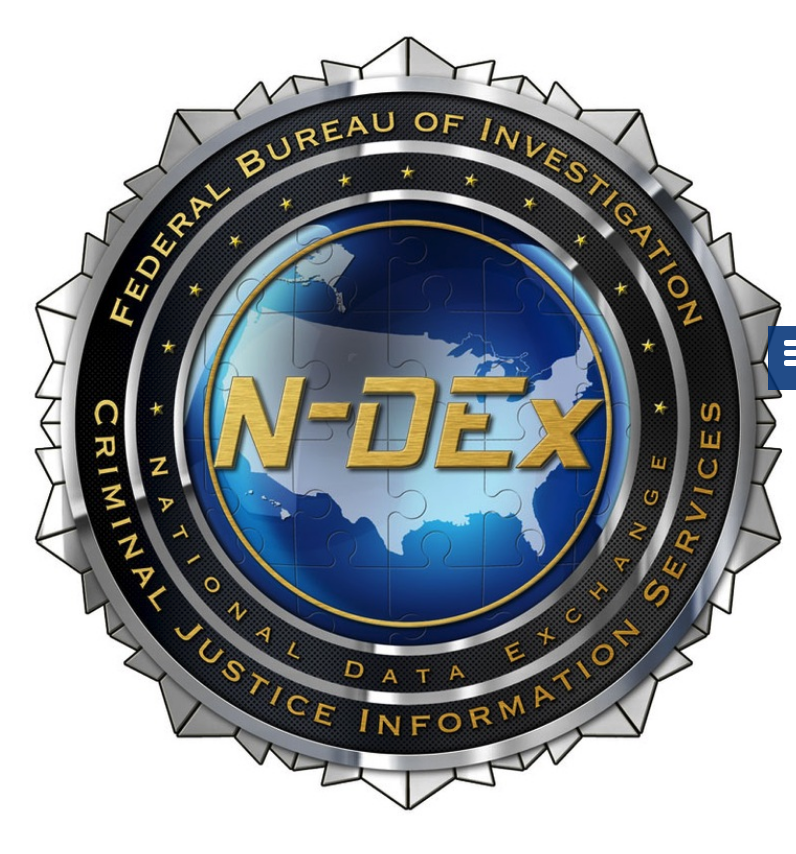 FEDERAL BUREAU OF INVESTIGATION
N-DEx
NATIONAL DATA EXCHANGE
CRIMINAL JUSTICE INFORMATION SERVICES